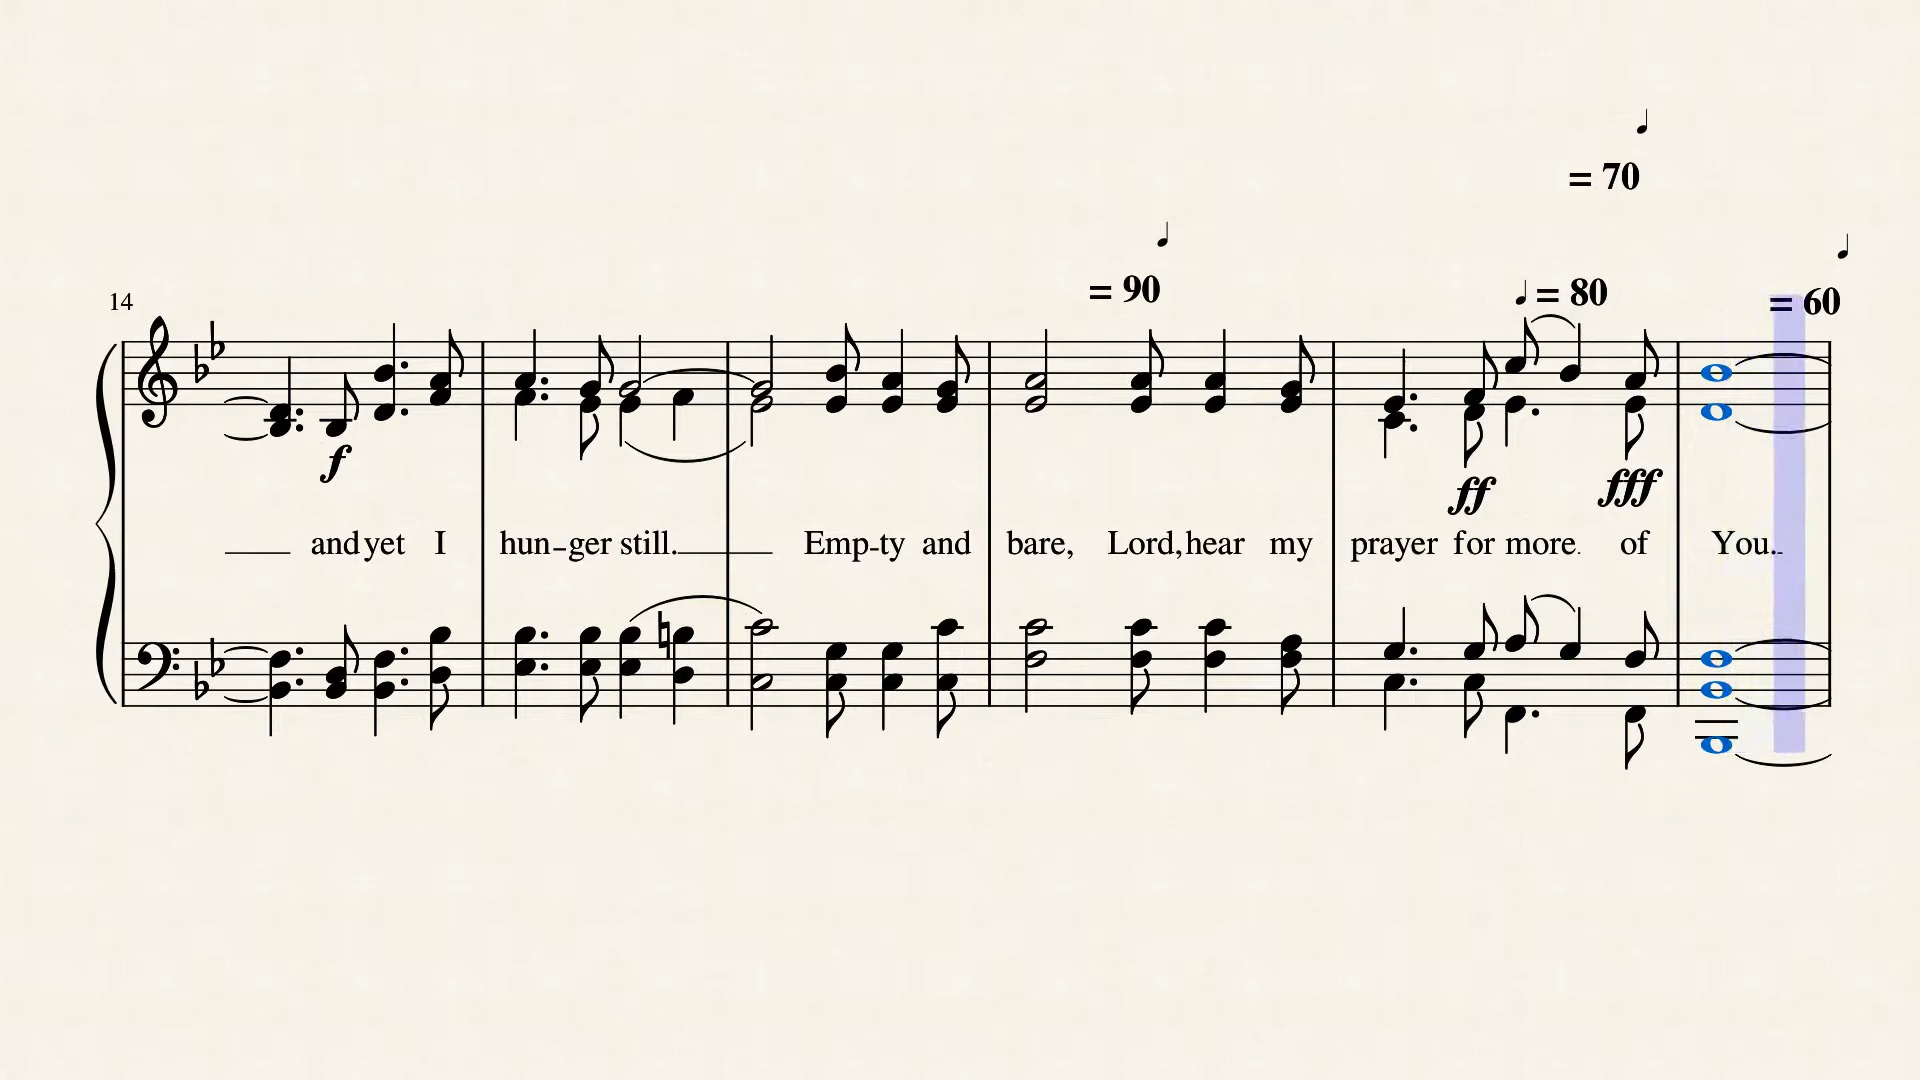 = 70
= 90
= 80
= 60
14
f
ff
fff
and yet I hun-ger still. Emp-ty and bare, Lord, hear my prayer for more. of You.